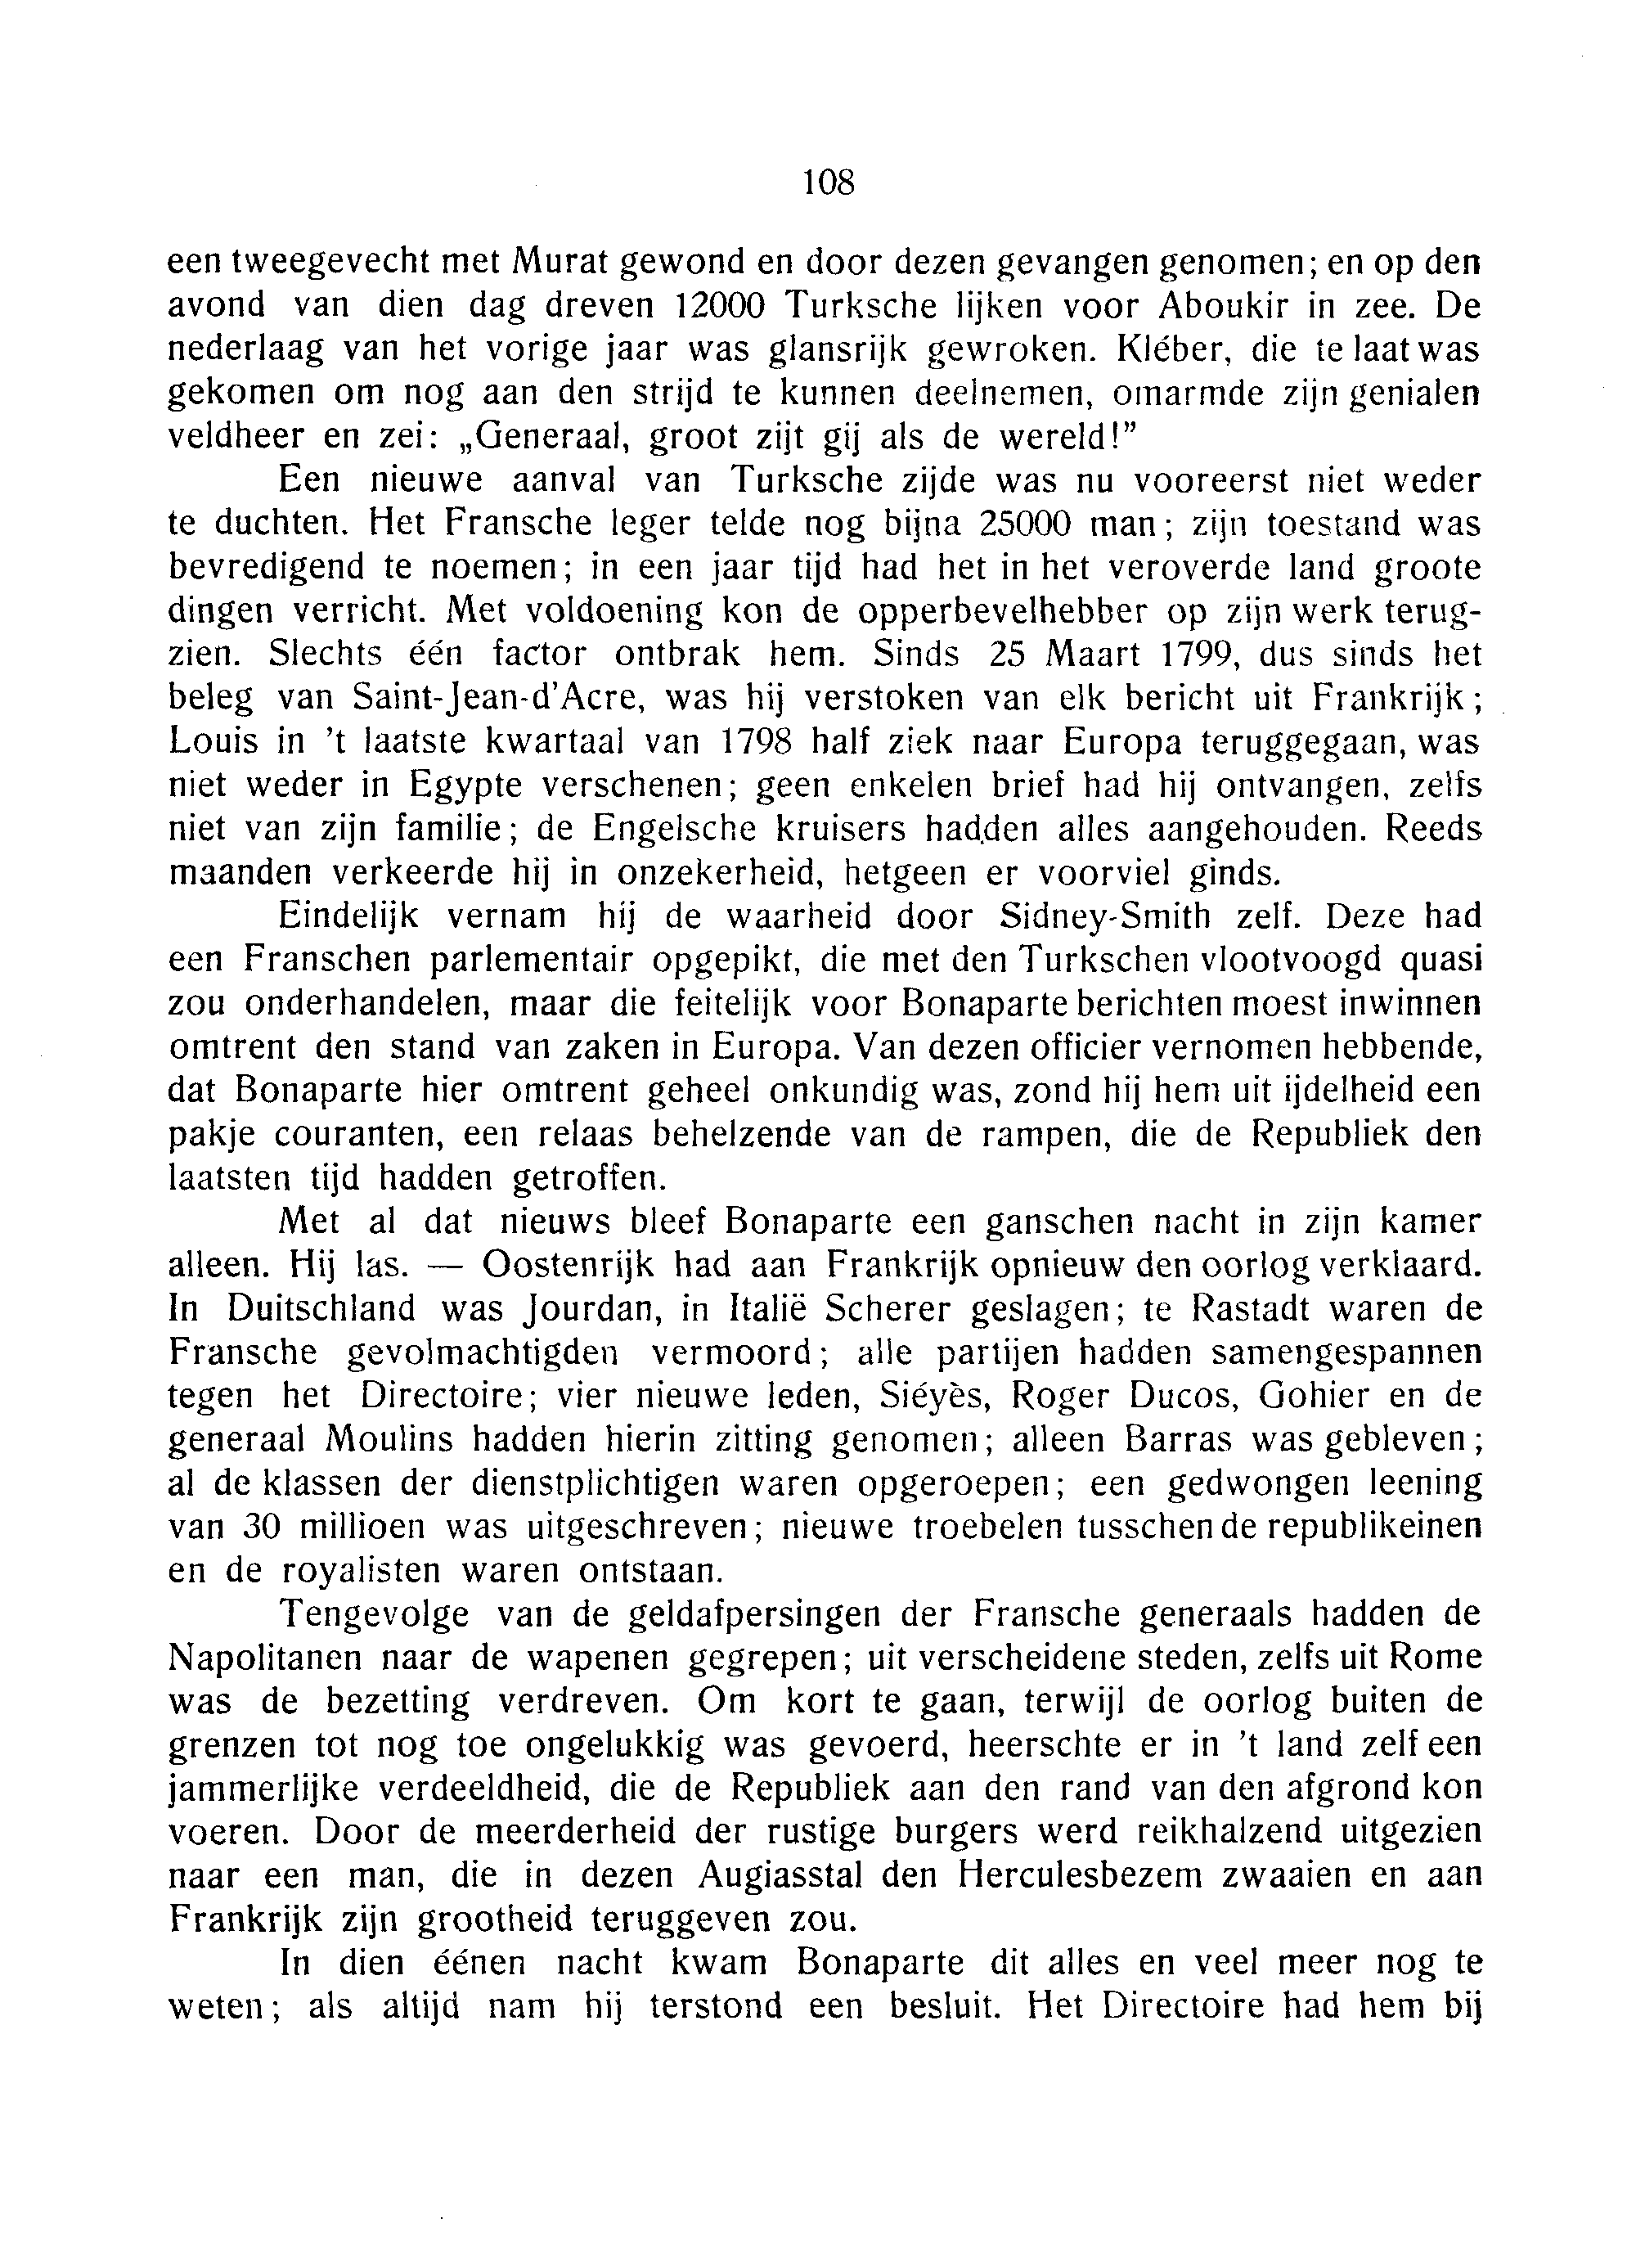 108
een tweegevecht met Murat gewond en door dezen gevangen genomen; en op den
avond van dien dag dreven 12000 Turksche lijken voor Aboukir in zee. De
nederlaag van het vorige jaar was glansrijk gewroken. Kléber, die te laat was
gekomen om nog aan den strijd te kunnen deelnemen, omarmde zijn genialen
veldheer en zei: „Generaal, groot zijt gij als de wereld!”
Een nieuwe aanval van Turksche zijde was nu vooreerst niet weder
te duchten. Het Fransche leger telde nog bijna 25000 man; zijn toestand was
bevredigend te noemen; in een jaar tijd had het in het veroverde land groote
dingen verricht. Met voldoening kon de opperbevelhebber op zijn werk terug-
zien. Slechts één factor ontbrak hem. Sinds 25 Maart 1799, dus sinds het
beleg van Saint-Jean-d'Acre, was hij verstoken van elk bericht uit Frankrijk;
Louis in 't laatste kwartaal van 1798 half ziek naar Europa teruggegaan, was
niet weder in Egypte verschenen; geen enkelen brief had hij ontvangen, zelfs
niet van zijn familie; de Engelsche kruisers hadden alles aangehouden. Reeds
maanden verkeerde hij in onzekerheid, hetgeen er voorviel ginds.
Eindelijk vernam hij de waarheid door Sidney-Smith zelf. Deze had
een Franschen parlementair opgepikt, die met den Turkschen vlootvoogd quasi
zou onderhandelen, maar die feitelijk voor Bonaparte berichten moest inwinnen
omtrent den stand van zaken in Europa. Van dezen officier vernomen hebbende,
dat Bonaparte hier omtrent geheel onkundig was, zond hij hem uit ijdelheid een
pakje couranten, een relaas behelzende van de rampen, die de Republiek den
laatsten tijd hadden getroffen.
Met al dat nieuws bleef Bonaparte een ganschen nacht in zijn kamer
alleen. Hij las. — Oostenrijk had aan Frankrijk opnieuw den oorlog verklaard.
In Duitschland was Jourdan, in Italië Scherer geslagen; te Rastadt waren de
Fransche gevolmachtigden vermoord; alle partijen hadden samengespannen
tegen het Directoire; vier nieuwe leden, Siéyès, Roger Ducos, Gohier en de
generaal Moulins hadden hierin zitting genomen; alleen Barras was gebleven;
al de klassen der dienstplichtigen waren opgeroepen; een gedwongen leening
van 30 millioen was uitgeschreven; nieuwe troebelen tusschen de republikeinen
en de royalisten waren ontstaan.
Tengevolge van de geldafpersingen der Fransche generaals hadden de
Napolitanen naar de wapenen gegrepen; uit verscheidene steden, zelfs uit Rome
was de bezetting verdreven. Om kort te gaan, terwijl de oorlog buiten de
grenzen tot nog toe ongelukkig was gevoerd, heerschte er in 't land zelf een
jammerlijke verdeeldheid, die de Republiek aan den rand van den afgrond kon
voeren. Door de meerderheid der rustige burgers werd reikhalzend uitgezien
naar een man, die in dezen Augiasstal den Herculesbezem zwaaien en aan
Frankrijk zijn grootheid teruggeven zou.
In dien éénen nacht kwam Bonaparte dit alles en veel meer nog te
weten; als altijd nam hij terstond een besluit. Het Directoire had hem bij